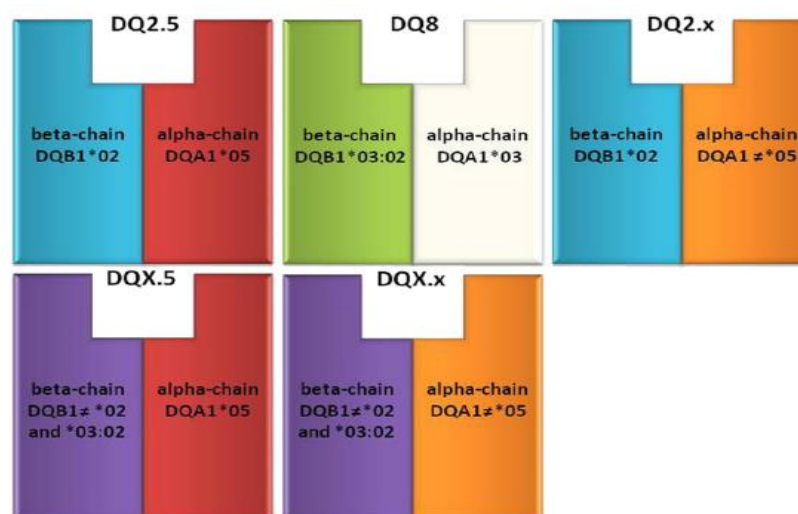 DQ2.5
DQ8
DQ2.x
beta-chain
DQB1*02
alpha-chain
DQA1*05
beta-chain
DQB1*03:02
alpha-chain
DQA1*03
beta-chain
DQB1*02
alpha-chain
DQA1 ≠*05
DQX.5
DQX.x
beta-chain
DQB1≠ *02
and *03:02
alpha-chain
DQA1*05
beta-chain
DQB1≠*02
and *03:02
alpha-chain
DQA1≠*05